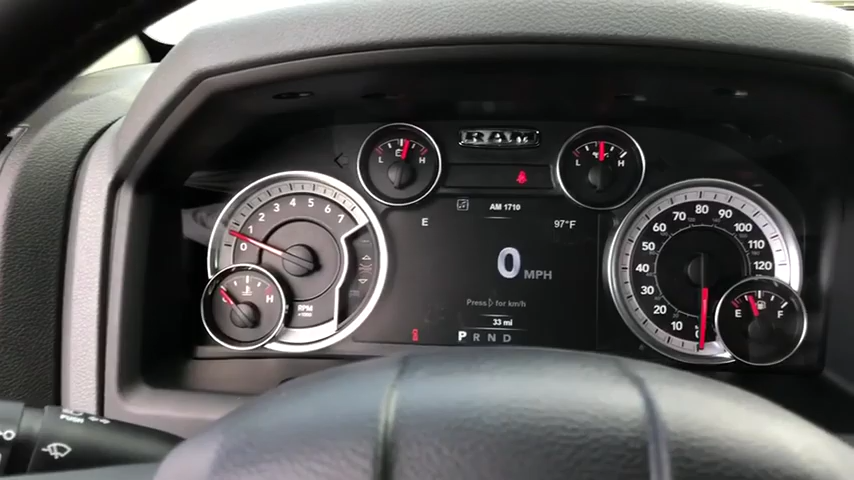 RAM
L H
L H
AM 1710
E 97°F
0 MPH
Press for km/h
33 mi
P R N D
0 1 2 3 4 5 6 7
RPM
x1000
H
10 20 30 40 50 60 70 80 90 100 110 120
E F
PUSH